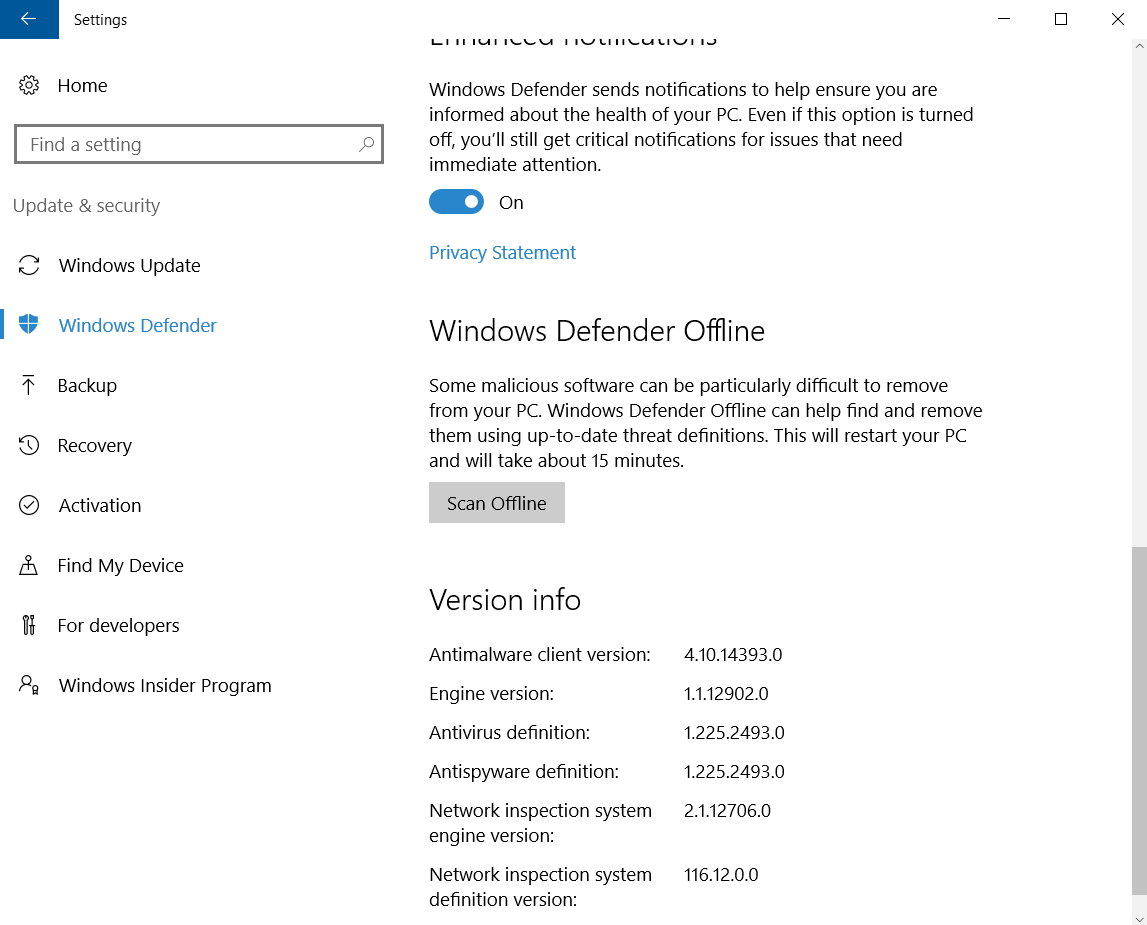 Settings
Home
Find a setting
Update & security
Windows Update
Windows Defender
Backup
Recovery
Activation
Find My Device
For developers
Windows Insider Program
Enhanced notifications
Windows Defender sends notifications to help ensure you are
informed about the health of your PC. Even if this option is turned
off, you’ll still get critical notifications for issues that need
immediate attention.
On
Privacy Statement
Windows Defender Offline
Some malicious software can be particularly difficult to remove
from your PC. Windows Defender Offline can help find and remove
them using up-to-date threat definitions. This will restart your PC
and will take about 15 minutes.
Scan Offline
Version info
Antimalware client version: 4.10.14393.0
Engine version: 1.1.12902.0
Antivirus definition: 1.225.2493.0
Antispyware definition: 1.225.2493.0
Network inspection system 2.1.12706.0
engine version:
Network inspection system 116.12.0.0
definition version: